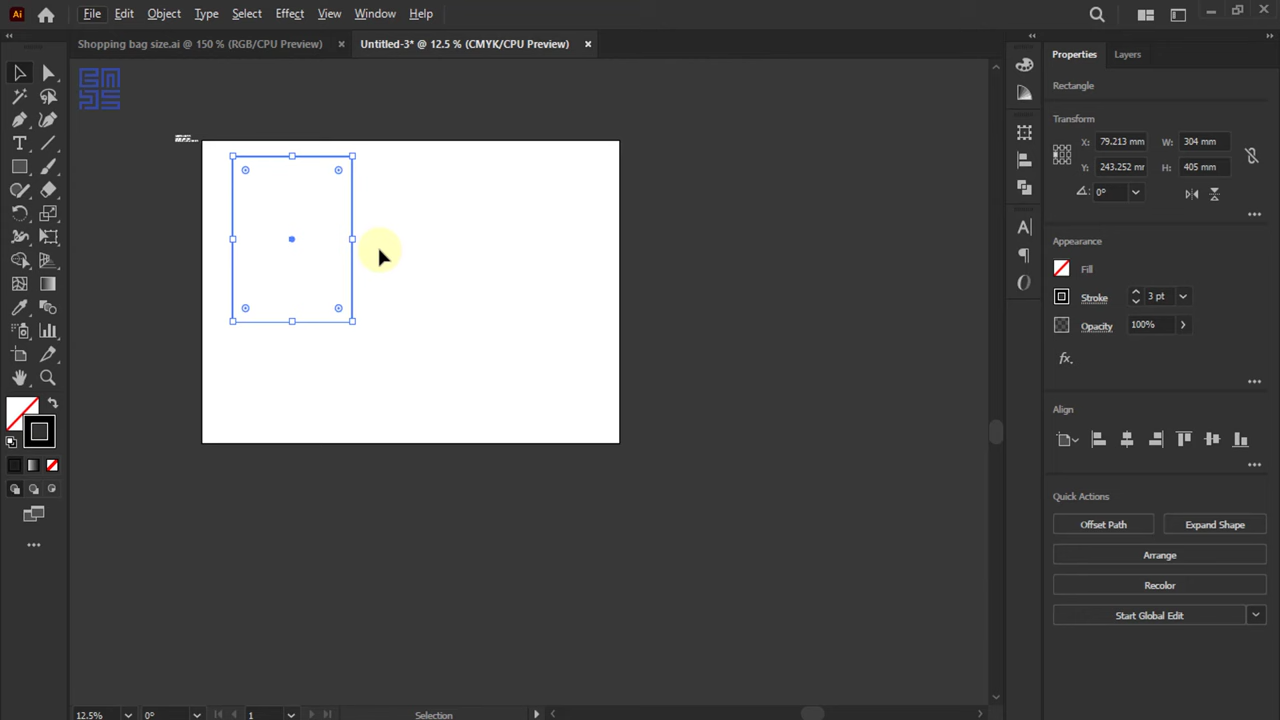 Ai File Edit Object Type Select Effect View Window Help
Shopping bag size.ai @ 150 % (RGB/CPU Preview) × Untitled-3* @ 12.5 % (CMYK/CPU Preview) ×
Properties Layers
Rectangle
Transform
X: 79.213 mm W: 304 mm
Y: 243.252 mr H: 405 mm
0°
Appearance
Fill
Stroke 3 pt
Opacity 100%
fx.
Align
Quick Actions
Offset Path Expand Shape
Arrange
Recolor
Start Global Edit
12.5% 0° 1 Selection